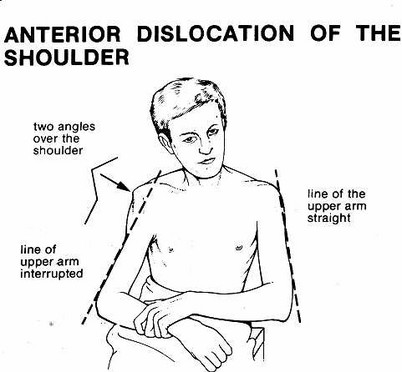 ANTERIOR DISLOCATION OF THE
SHOULDER
two angles
over the
shoulder
line of the
upper arm
straight
line of
upper arm
interrupted